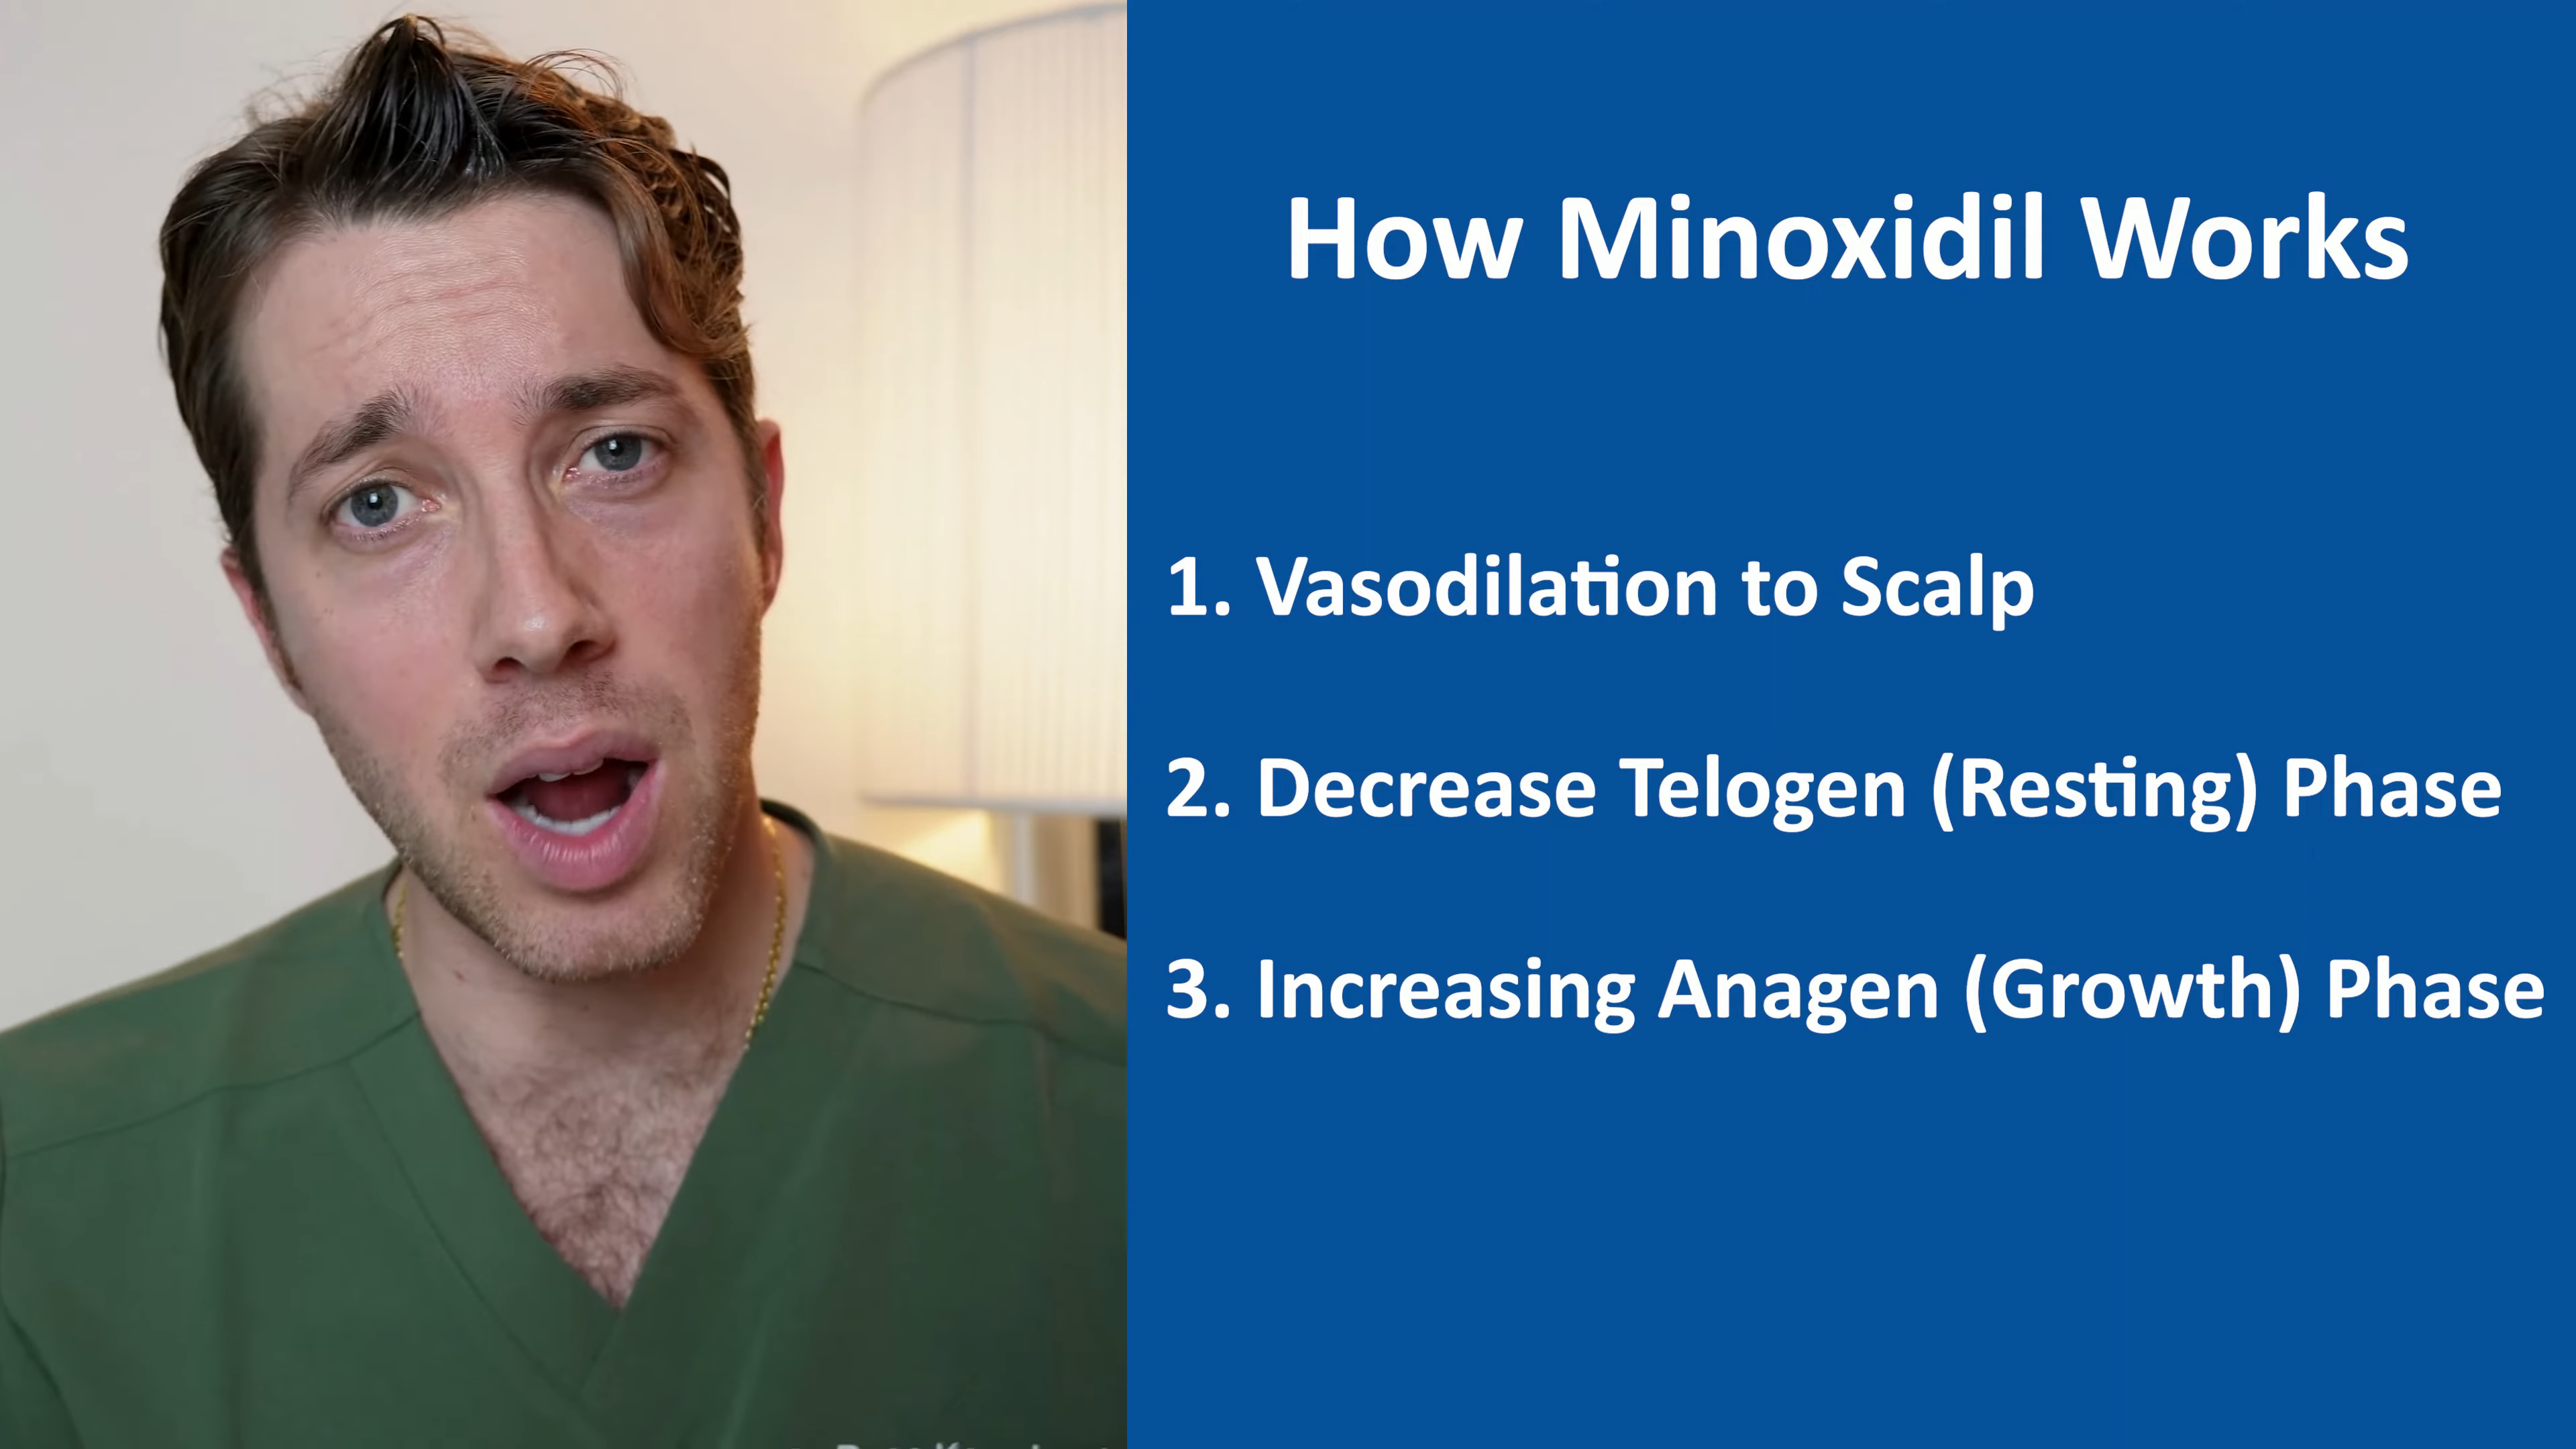 How Minoxidil Works
1. Vasodilation to Scalp
2. Decrease Telogen (Resting) Phase
3. Increasing Anagen (Growth) Phase